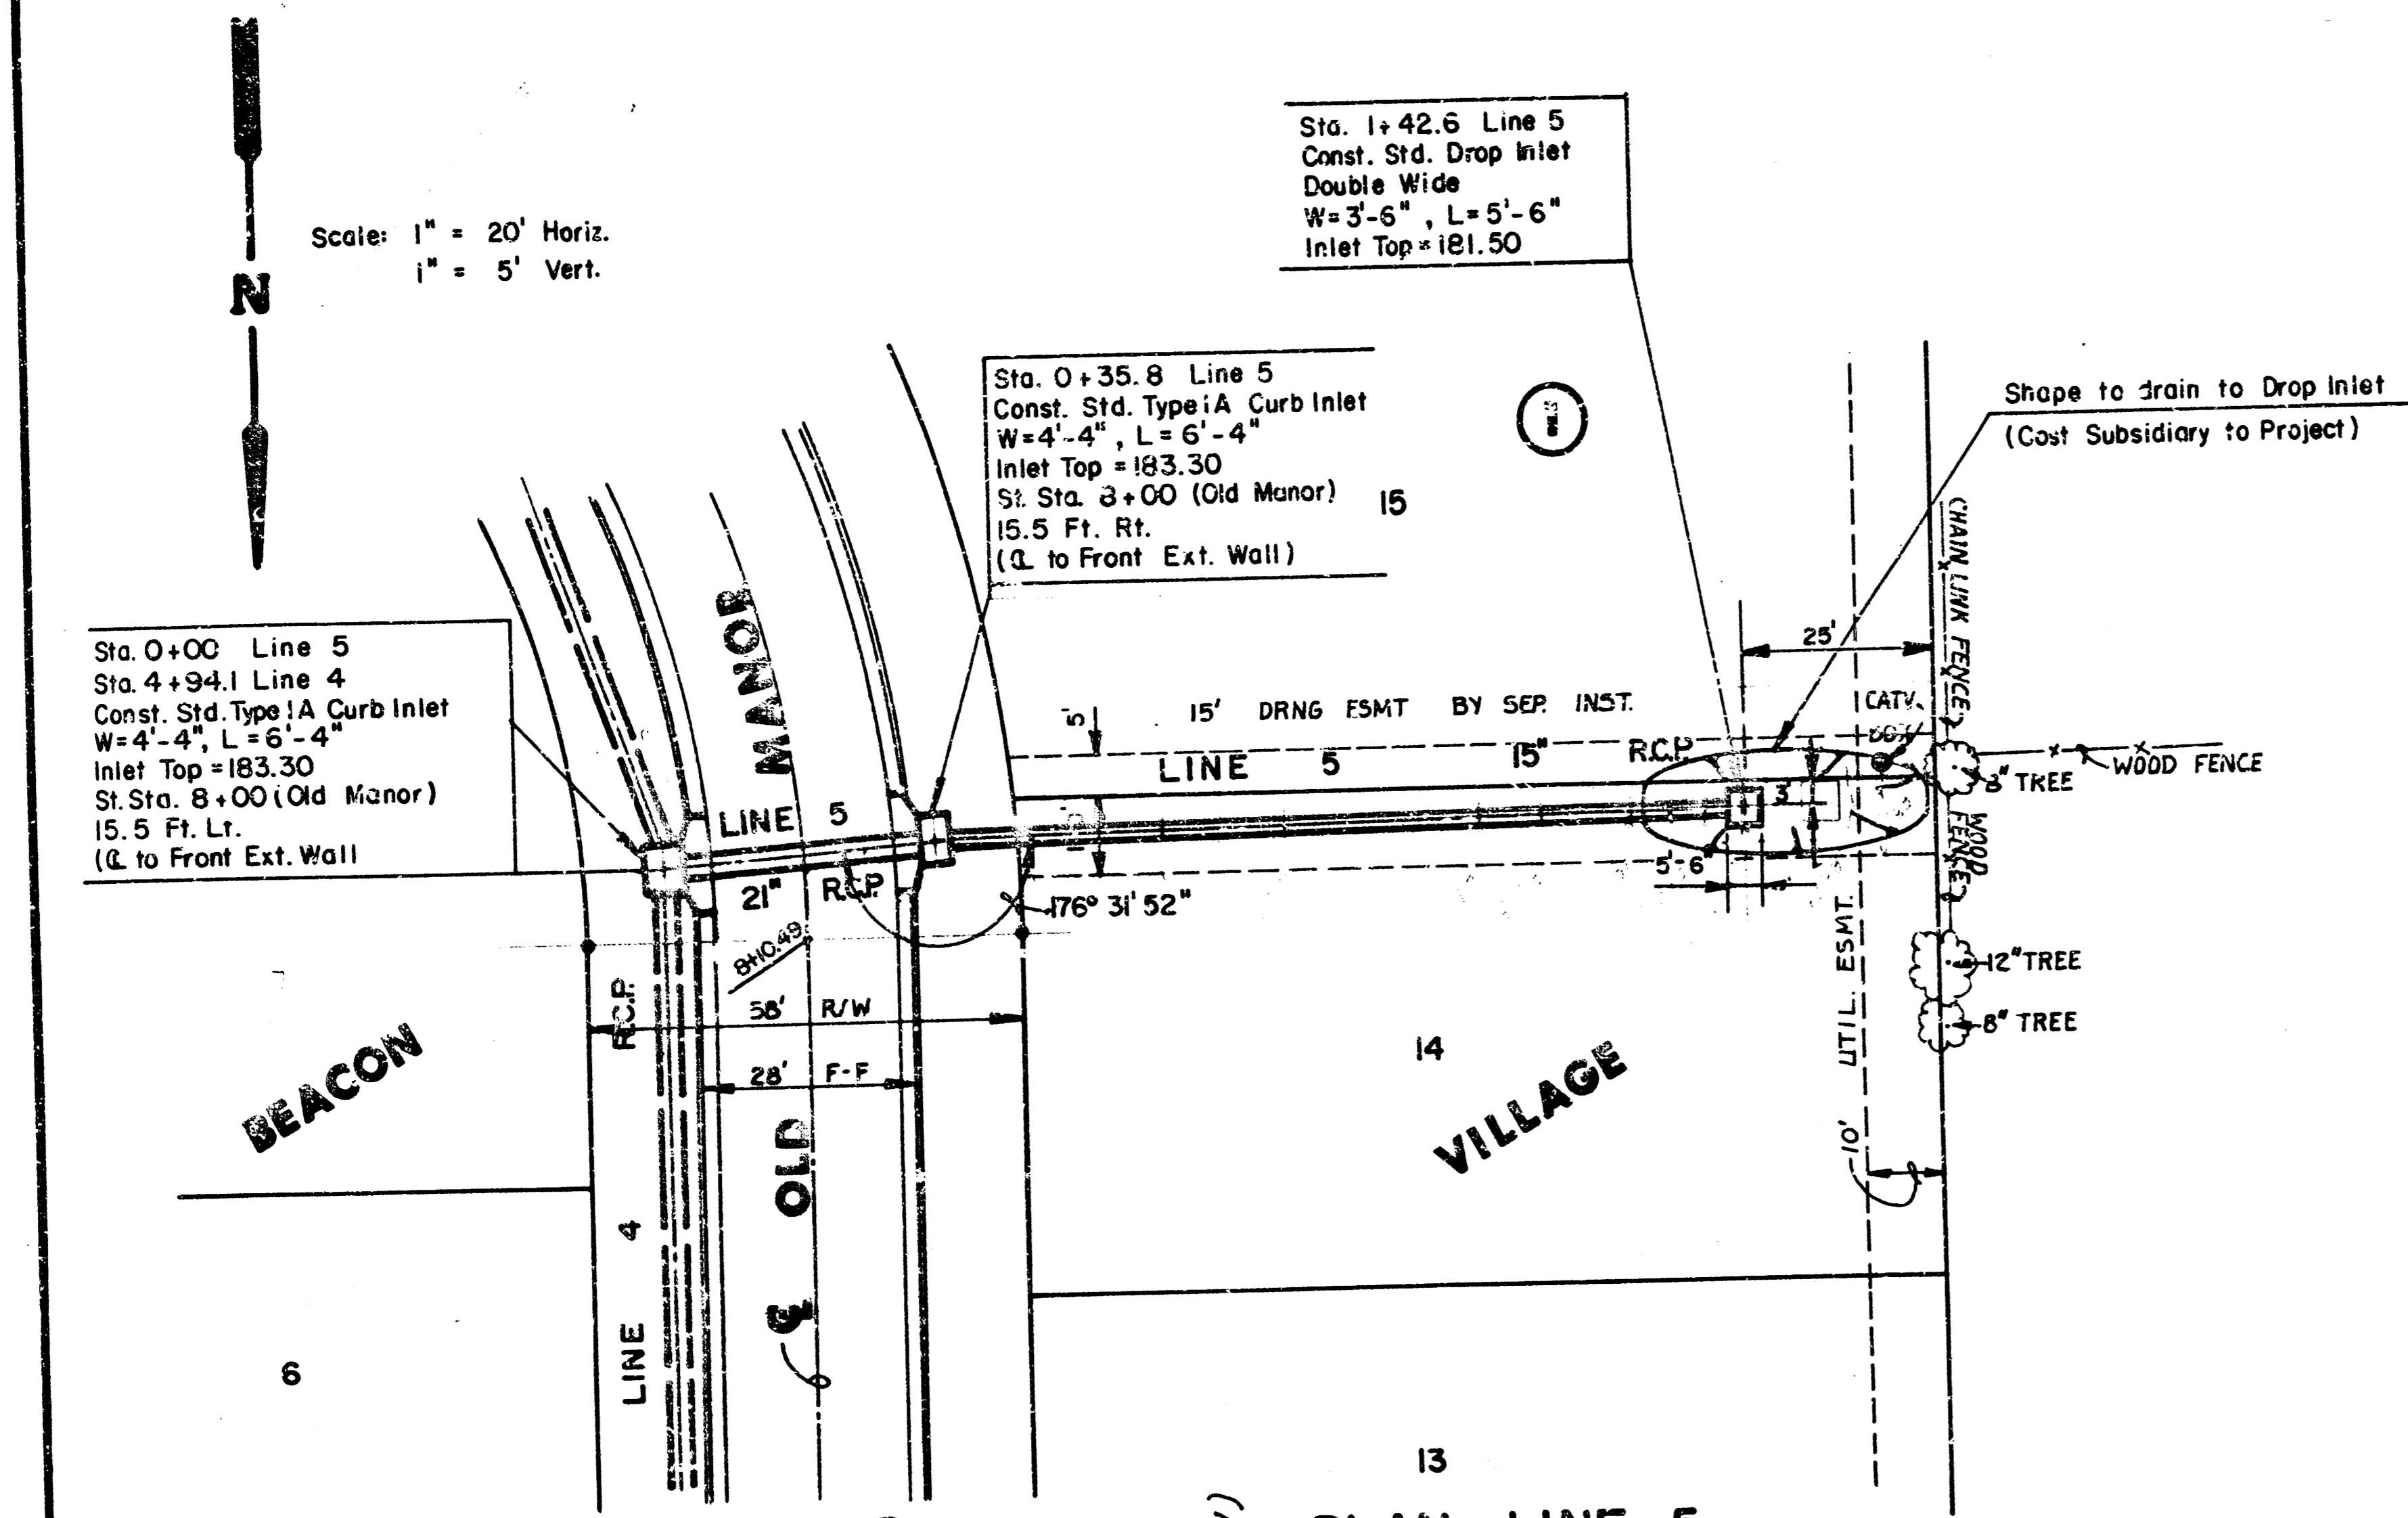 N
Scale: 1" = 20' Horiz.
1" = 5' Vert.
Sta. 1+42.6 Line 5
Const. Std. Drop Inlet
Double Wide
W=3'-6" , L=5'-6"
Inlet Top = 181.50
Sta. 0+35.8 Line 5
Const. Std. Type 1A Curb Inlet
W=4'-4", L=6'-4"
Inlet Top = 183.30
St. Sta. 8+00 (Old Manor)
15.5 Ft. Rt.
(℄ to Front Ext. Wall)
15
Shape to drain to Drop Inlet
(Cost Subsidiary to Project)
Sta. 0+00 Line 5
Sta. 4+94.1 Line 4
Const. Std. Type 1A Curb Inlet
W=4'-4", L=6'-4"
Inlet Top =183.30
St. Sta. 8+00 (Old Manor)
15.5 Ft. Lt.
(℄ to Front Ext. Wall
MANOR
CHAIN LINK FENCE
25'
5'
15' DRNG ESMT BY SEP. INST.
CATV.
BOX
LINE 5 15" R.C.P.
WOOD FENCE
8" TREE
3'
LINE 5
21" R.C.P.
15'
5'-6"
WOOD FENCE
176° 31' 52"
8+10.49
12" TREE
8" TREE
58' R/W
28' F-F
R.C.P.
UTIL. ESMT.
10'
BEACON
14
VILLAGE
℄ OLD
LINE 4
6
13
PLAN LINE 5